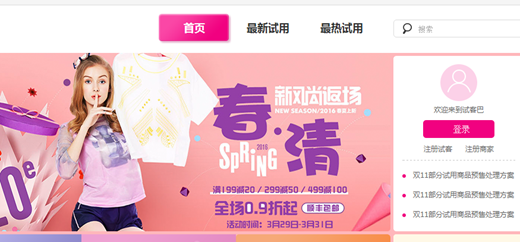 首页
最新试用
最热试用
搜索
春·清
2016
SPRiNG
新风尚返场
NEW SEASON/2016
满199减20 / 299减50 / 499减100
全场0.9折起
顺丰包邮
活动时间：3月29日-3月31日
0e
欢迎来到试客巴
登录
注册试客
注册商家
双11部分试用商品预售处理方案
双11部分试用商品预售处理方案
双11部分试用商品预售处理方案